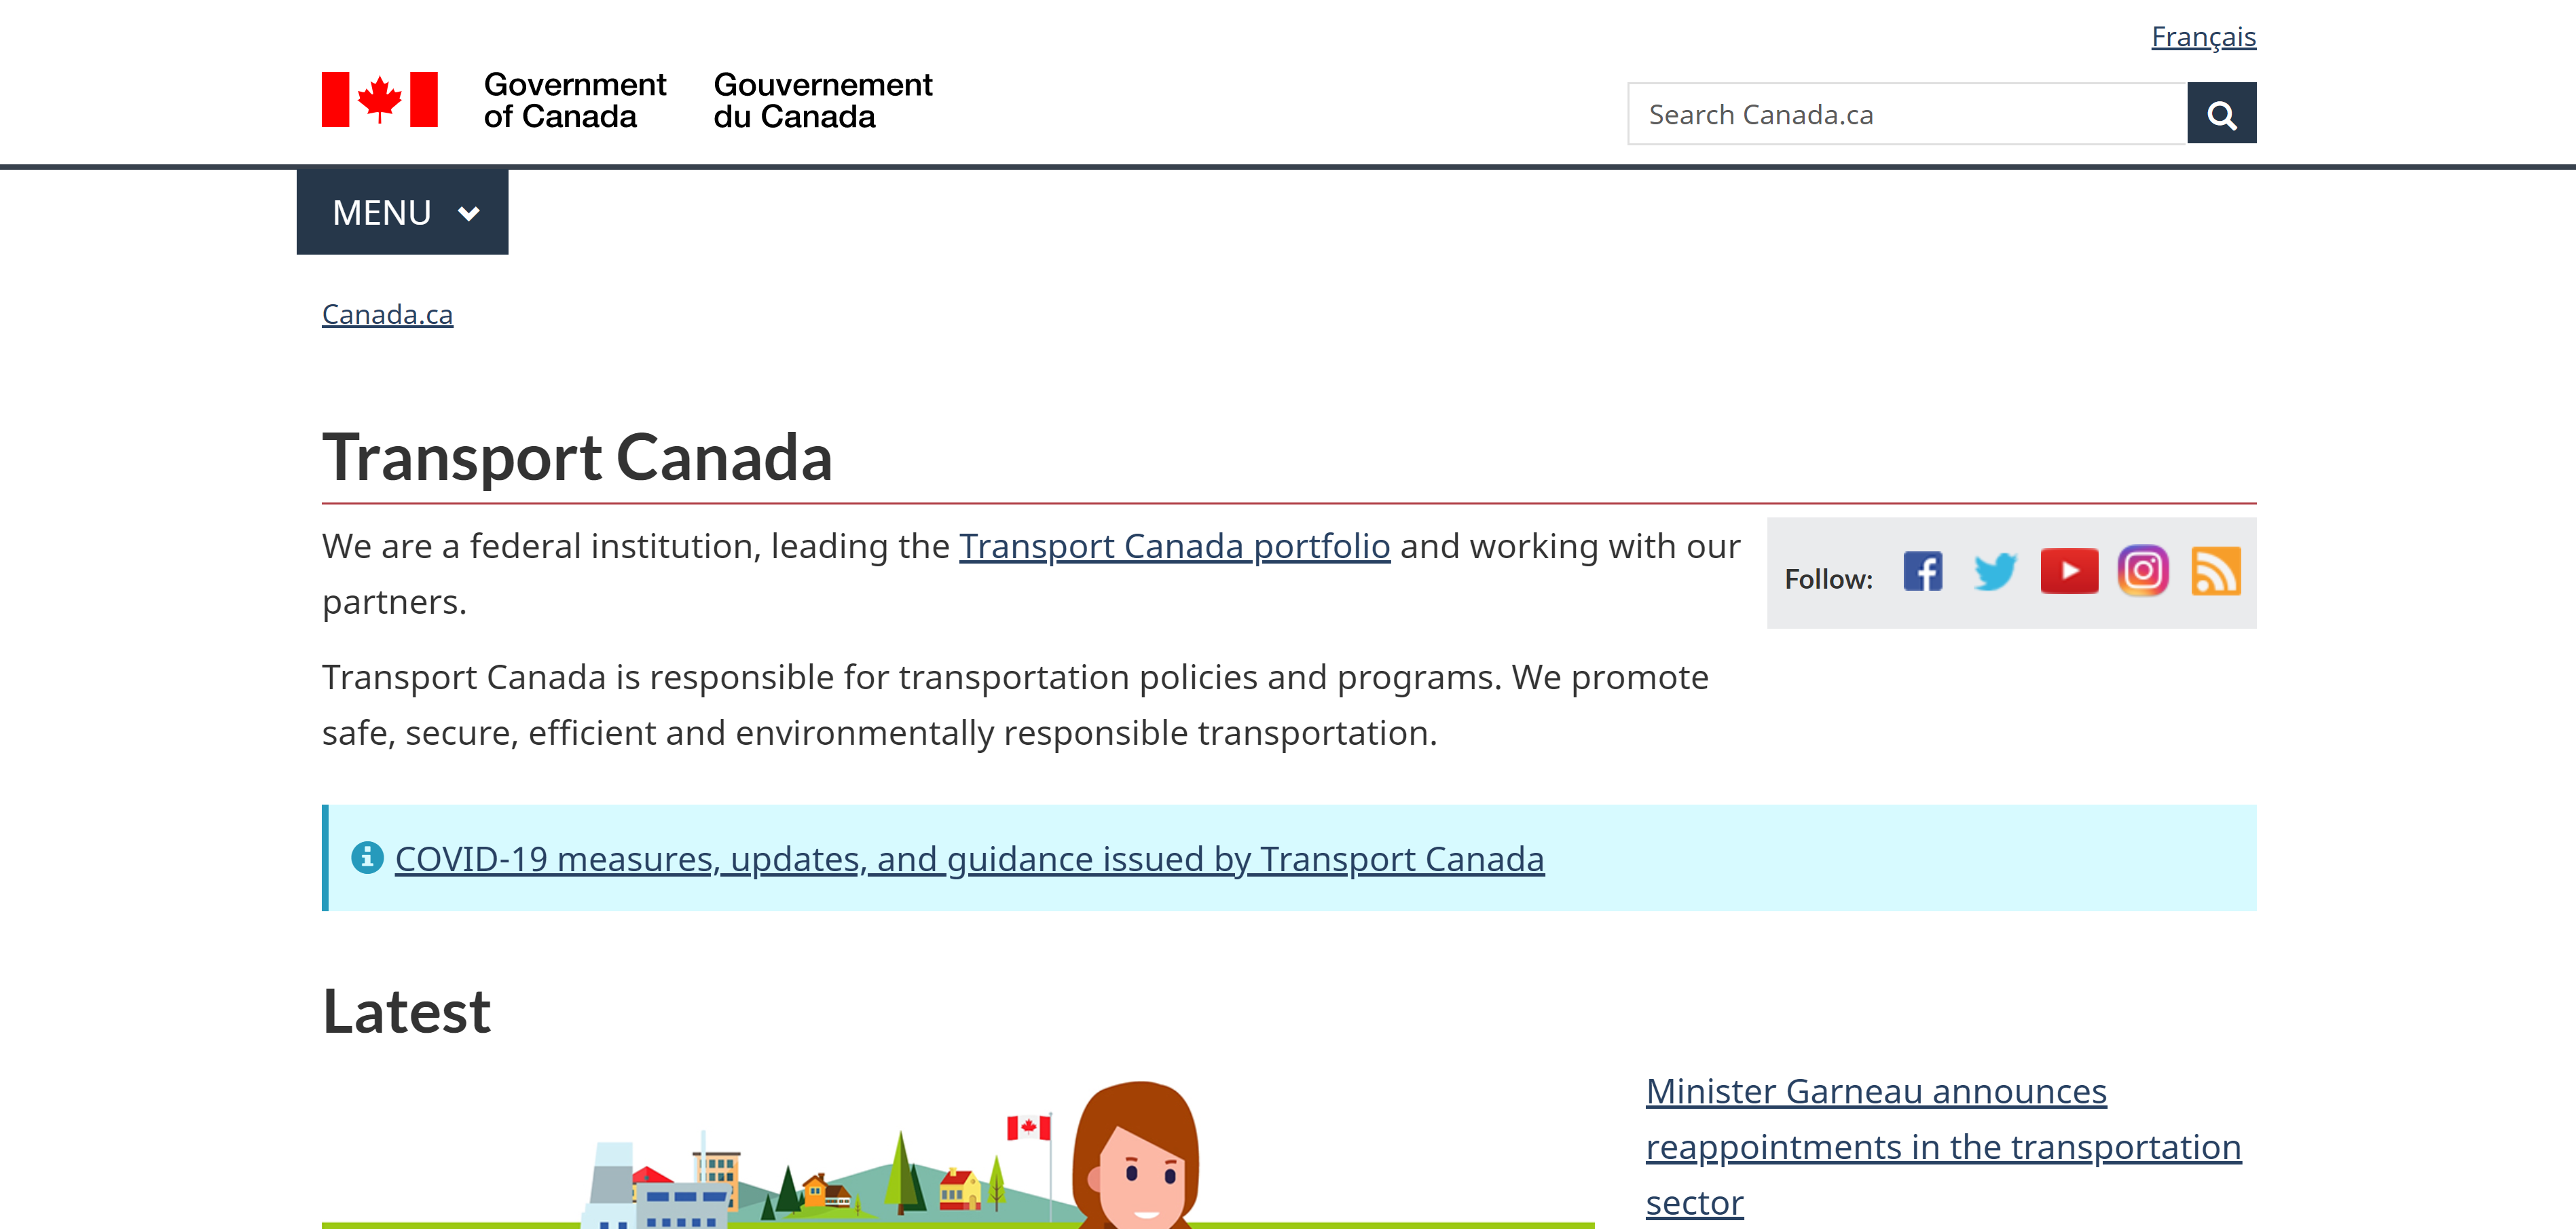 Français
Government
of Canada
Gouvernement
du Canada
Search Canada.ca
MENU
Canada.ca
Transport Canada
We are a federal institution, leading the Transport Canada portfolio and working with our
partners.
Follow:
Transport Canada is responsible for transportation policies and programs. We promote
safe, secure, efficient and environmentally responsible transportation.
COVID-19 measures, updates, and guidance issued by Transport Canada
Latest
Minister Garneau announces
reappointments in the transportation
sector